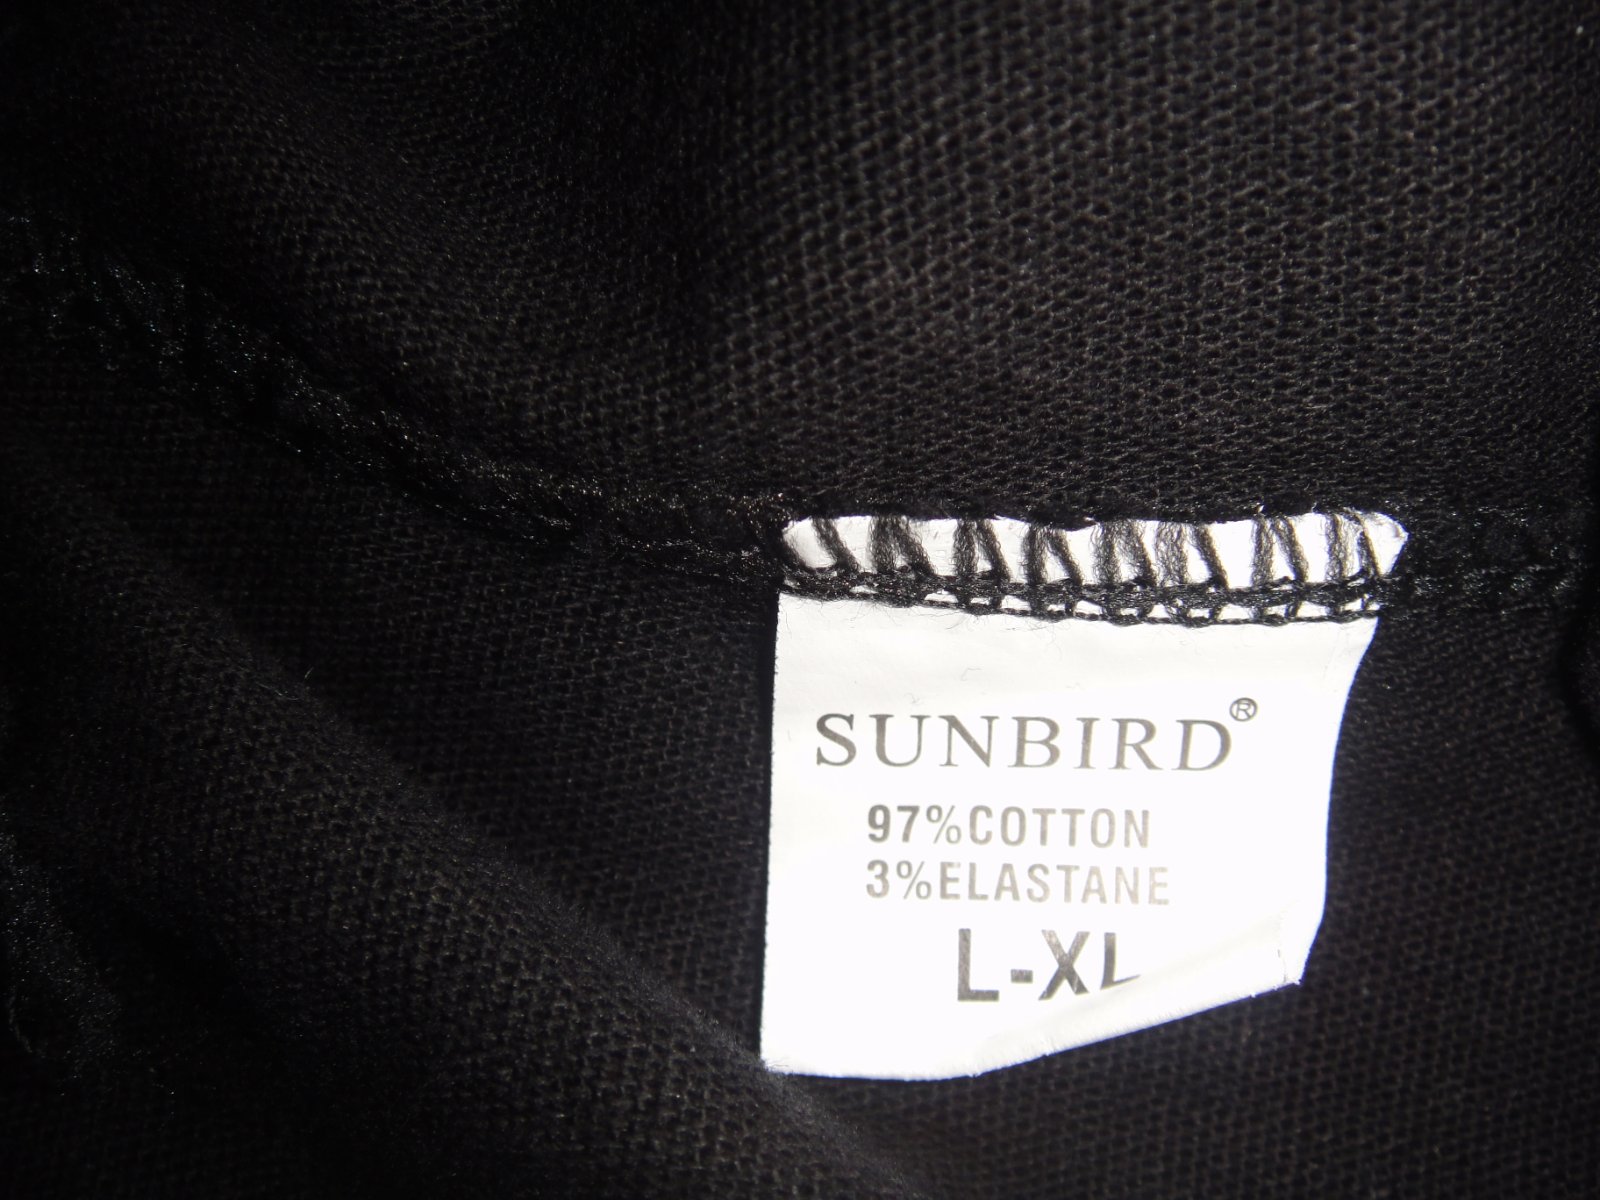 SUNBIRD®
97%COTTON
3%ELASTANE
L-XL